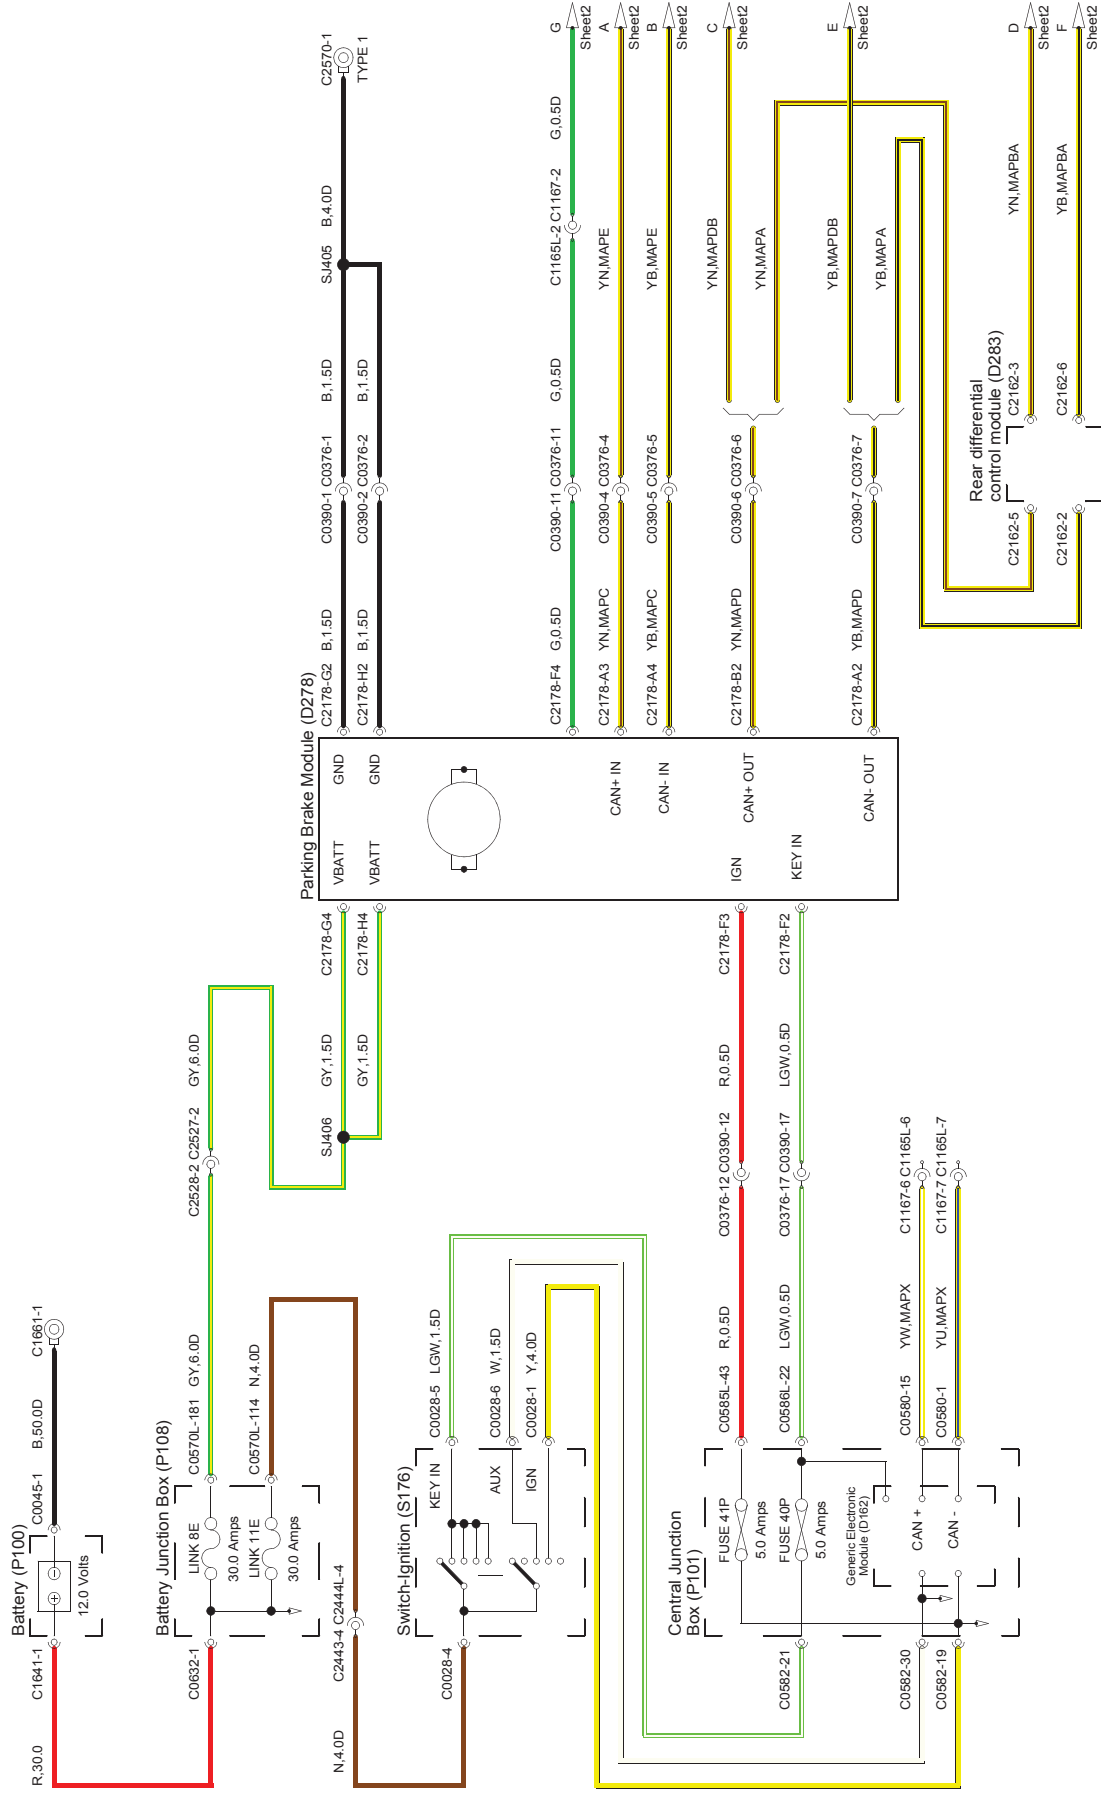 Battery (P100)
12.0 Volts
C1641-1
C0045-1
R,30.0
B,50.0D
C1661-1
Battery Junction Box (P108)
LINK 8E
30.0 Amps
LINK 11E
30.0 Amps
C0632-1
C0570L-181
GY,6.0D
C2528-2
C2527-2
GY,6.0D
C0570L-114
N,4.0D
N,4.0D
C2443-4
C2444L-4
SJ406
GY,1.5D
GY,1.5D
C2178-G4
C2178-H4
Switch-Ignition (S176)
KEY IN
AUX
IGN
C0028-4
C0028-5
LGW,1.5D
C0028-6
W,1.5D
C0028-1
Y,4.0D
Central Junction
Box (P101)
FUSE 41P
5.0 Amps
FUSE 40P
5.0 Amps
Generic Electronic
Module (D162)
CAN +
CAN -
C0582-21
C0582-30
C0582-19
C0585L-43
R,0.5D
C0376-12
C0390-12
R,0.5D
C2178-F3
C0586L-22
LGW,0.5D
C0376-17
C0390-17
LGW,0.5D
C2178-F2
C0580-15
YW,MAPX
C1167-6
C1165L-6
C0580-1
YU,MAPX
C1167-7
C1165L-7
Parking Brake Module (D278)
VBATT
GND
VBATT
GND
CAN+ IN
CAN- IN
IGN
CAN+ OUT
KEY IN
CAN- OUT
C2178-G2
B,1.5D
C0390-1
C0376-1
B,1.5D
SJ405
B,4.0D
C2570-1
TYPE 1
C2178-H2
B,1.5D
C0390-2
C0376-2
B,1.5D
C2178-F4
G,0.5D
C0390-11
C0376-11
G,0.5D
C1165L-2
C1167-2
G,0.5D
G
Sheet2
C2178-A3
YN,MAPC
C0390-4
C0376-4
YN,MAPE
A
Sheet2
C2178-A4
YB,MAPC
C0390-5
C0376-5
YB,MAPE
B
Sheet2
C2178-B2
YN,MAPD
C0390-6
C0376-6
YN,MAPDB
C
Sheet2
YN,MAPA
C2178-A2
YB,MAPD
C0390-7
C0376-7
YB,MAPDB
E
Sheet2
YB,MAPA
Rear differential
control module (D283)
C2162-5
C2162-3
YN,MAPBA
D
Sheet2
C2162-2
C2162-6
YB,MAPBA
F
Sheet2